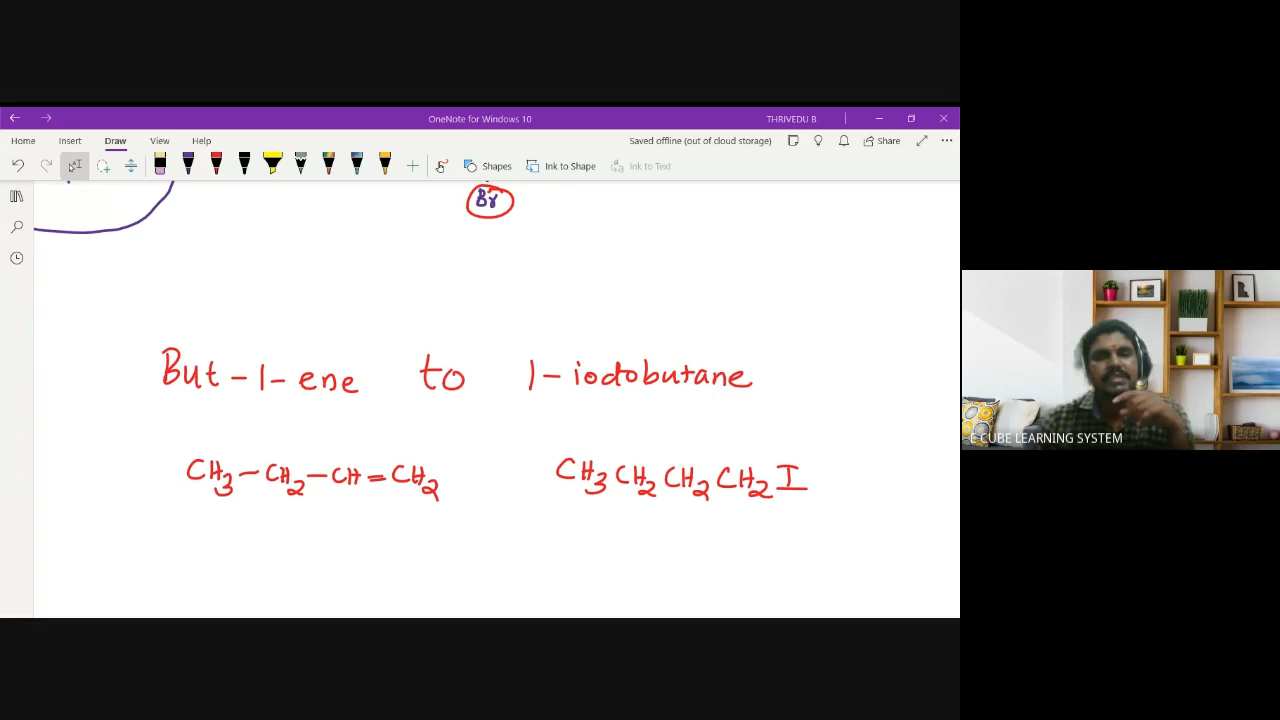 OneNote for Windows 10
THRIVEDU B
Home Insert Draw View Help
Saved offline (out of cloud storage)
Share
Shapes
Ink to Shape
Ink to Text
Br
But-1-ene to 1-iodobutane
CH3-CH2-CH=CH2
CH3CH2CH2CH2I
E CUBE LEARNING SYSTEM